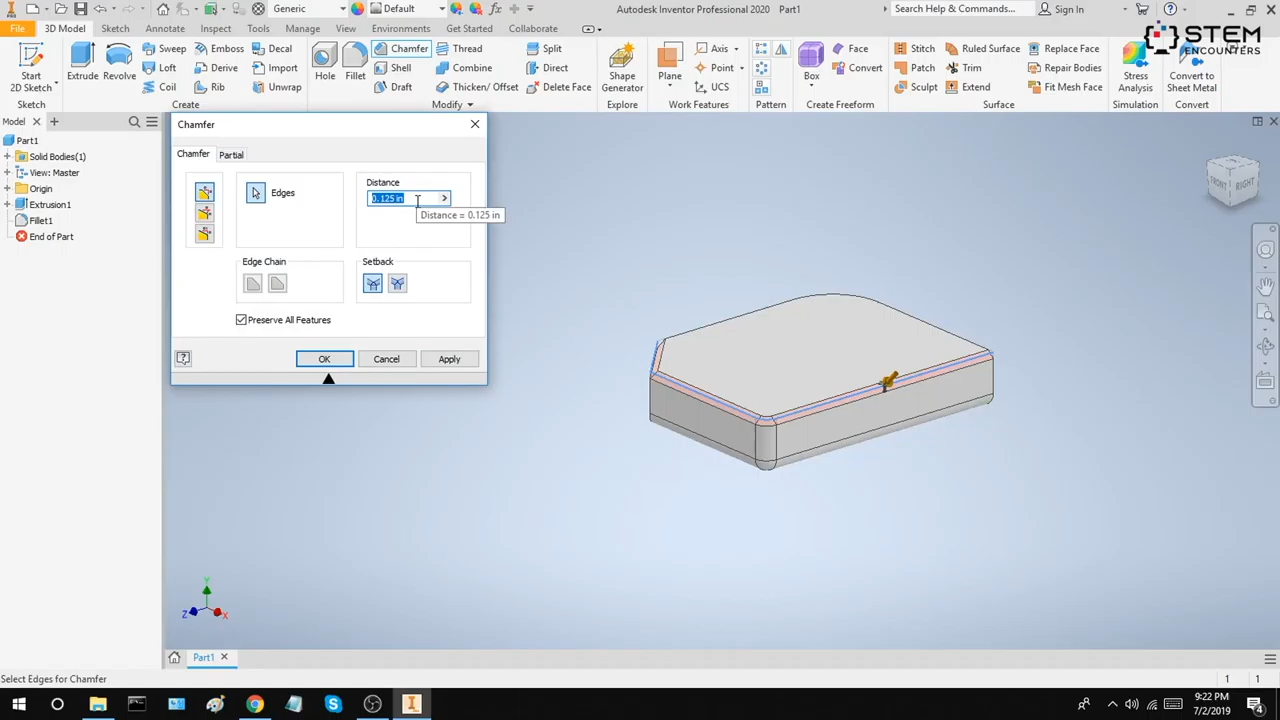 Generic
Default
Autodesk Inventor Professional 2020 Part1
Search Help & Commands...
Sign In
File 3D Model Sketch Annotate Inspect Tools Manage View Environments Get Started Collaborate
STEM
ENCOUNTERS
Start
2D Sketch
Extrude
Revolve
Sweep
Emboss
Decal
Loft
Derive
Import
Coil
Rib
Unwrap
Hole
Fillet
Chamfer
Thread
Split
Shell
Combine
Direct
Draft
Thicken/ Offset
Delete Face
Shape
Generator
Plane
Axis
Point
UCS
Box
Face
Convert
Stitch
Ruled Surface
Replace Face
Patch
Trim
Repair Bodies
Sculpt
Extend
Fit Mesh Face
Stress
Analysis
Convert to
Sheet Metal
Sketch Create Modify Explore Work Features Pattern Create Freeform Surface Simulation Convert
Model
Part1
Solid Bodies(1)
View: Master
Origin
Extrusion1
Fillet1
End of Part
Chamfer
Chamfer Partial
Edges
Distance
0.125 in
Distance = 0.125 in
Edge Chain
Setback
Preserve All Features
OK Cancel Apply
FRONT RIGHT
Y
Z X
Part1
Select Edges for Chamfer
1 1
9:22 PM
7/2/2019
4